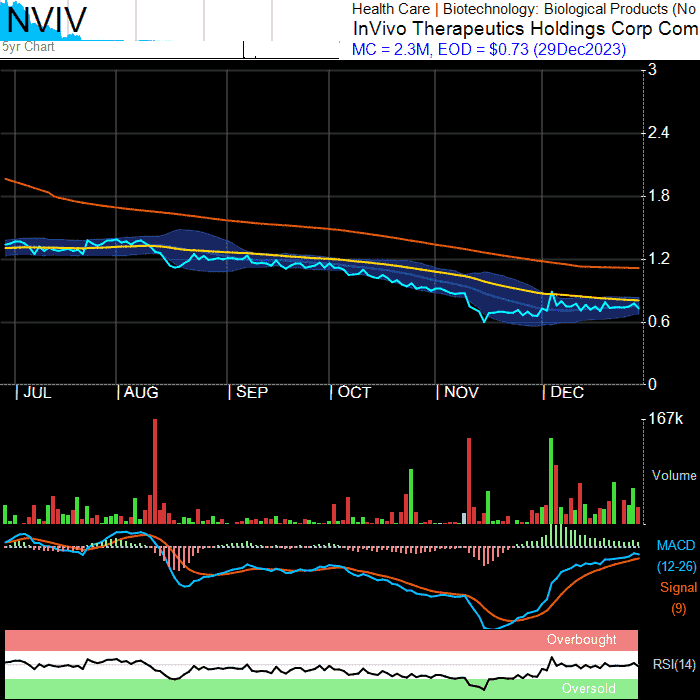 NVIV
5yr Chart
Health Care | Biotechnology: Biological Products (No
InVivo Therapeutics Holdings Corp Com
MC = 2.3M, EOD = $0.73 (29Dec2023)
3
2.4
1.8
1.2
0.6
0
JUL AUG SEP OCT NOV DEC
167k
Volume
MACD
(12-26)
Signal
(9)
Overbought
RSI(14)
Oversold